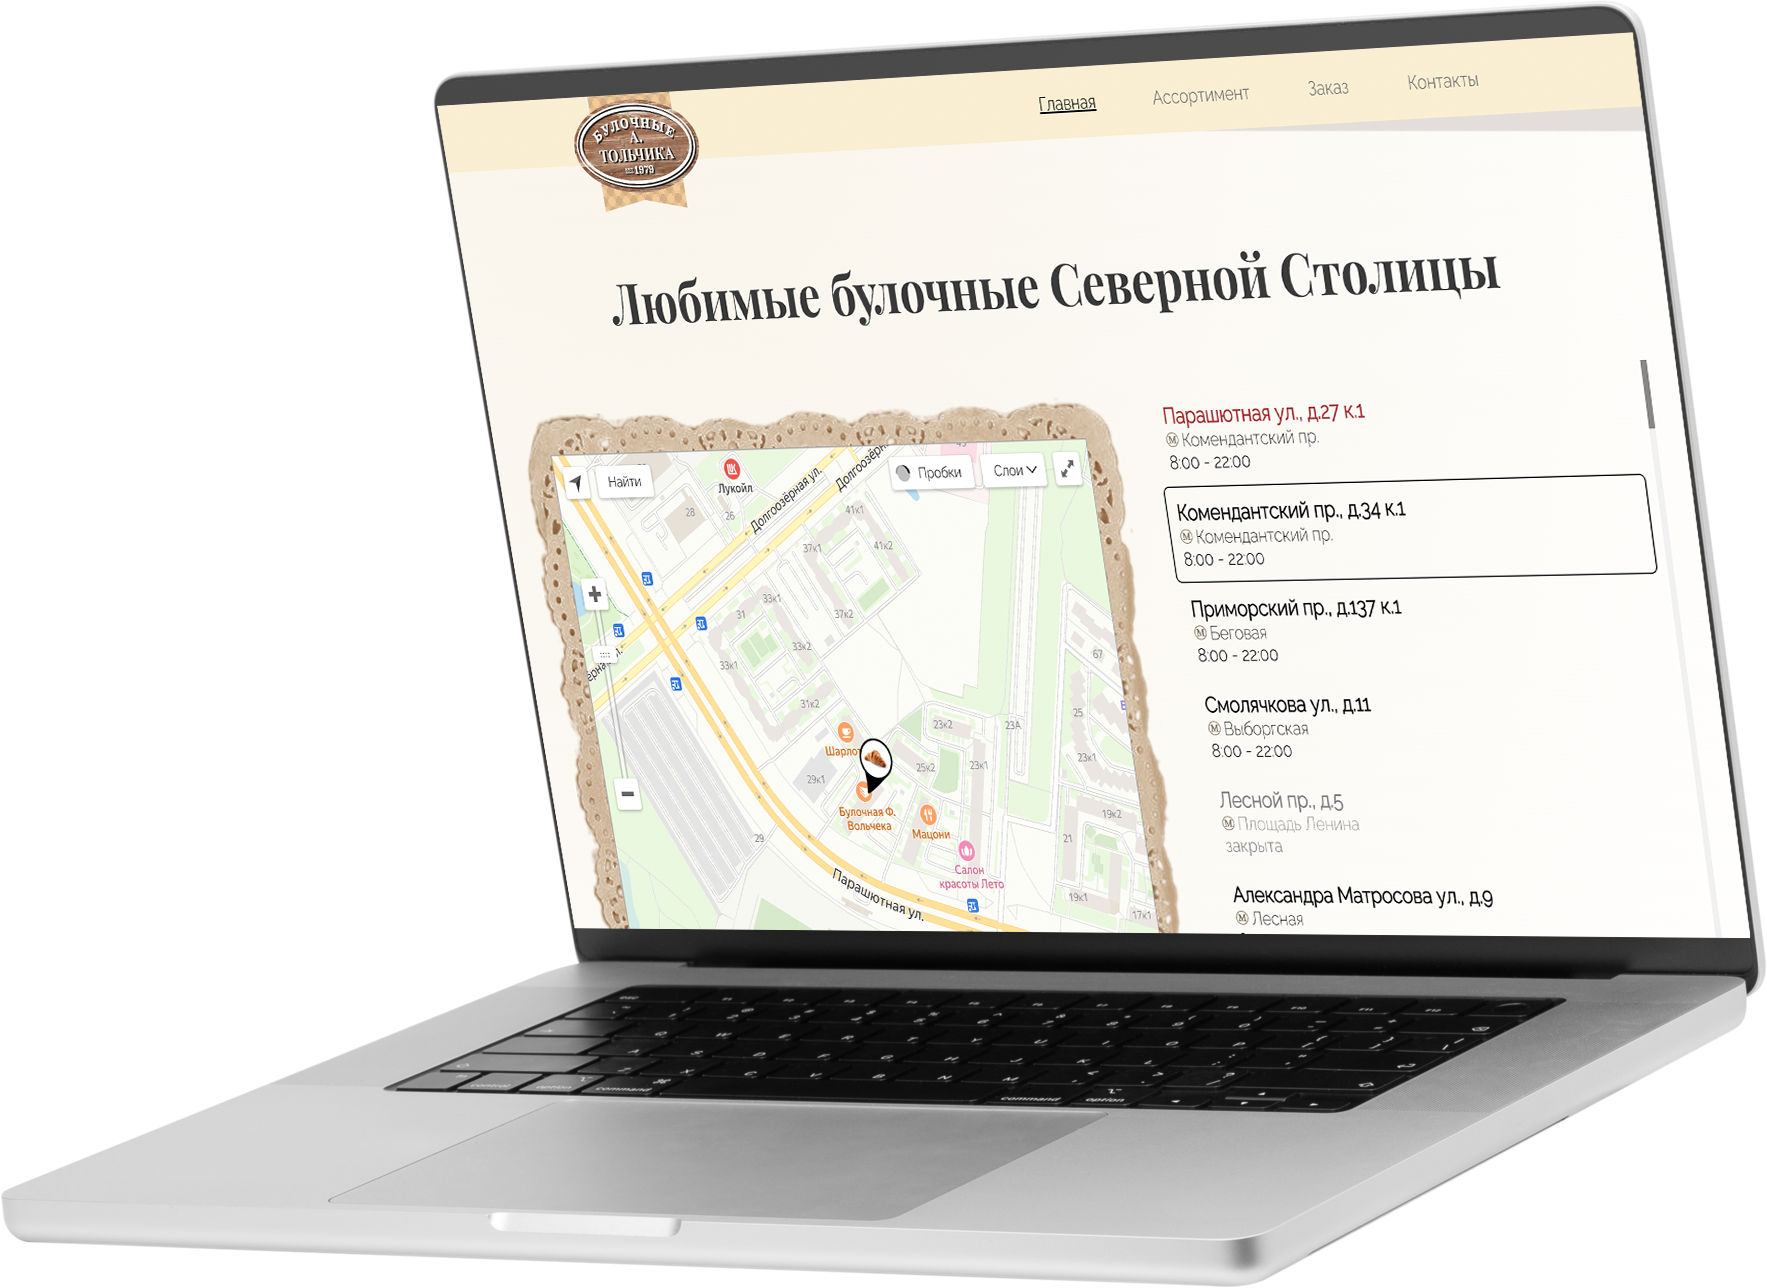 Главная
Ассортимент
Заказ
Контакты
БУЛОЧНЫЕ
А.
ТОЛЬЧИКА
1979
Любимые булочные Северной Столицы
Найти
Лукойл
Пробки
Слои
Долгоозёрная ул.
28
26
41к1
37к1
41к2
33к1
31
37к2
33к2
33к1
31к2
67
25
23А
23к2
23к1
25к2
23к1
29к1
29
21
19к2
19к1
17к1
Булочная Ф.
Вольчека
Мацони
Салон
красоты Лето
Парашютная ул.
Парашютная ул., д.27 к.1
М Комендантский пр.
8:00 - 22:00
Комендантский пр., д.34 к.1
М Комендантский пр.
8:00 - 22:00
Приморский пр., д.137 к.1
М Беговая
8:00 - 22:00
Смолячкова ул., д.11
М Выборгская
8:00 - 22:00
Лесной пр., д.5
М Площадь Ленина
закрыта
Александра Матросова ул., д.9
М Лесная
command
option
command
option